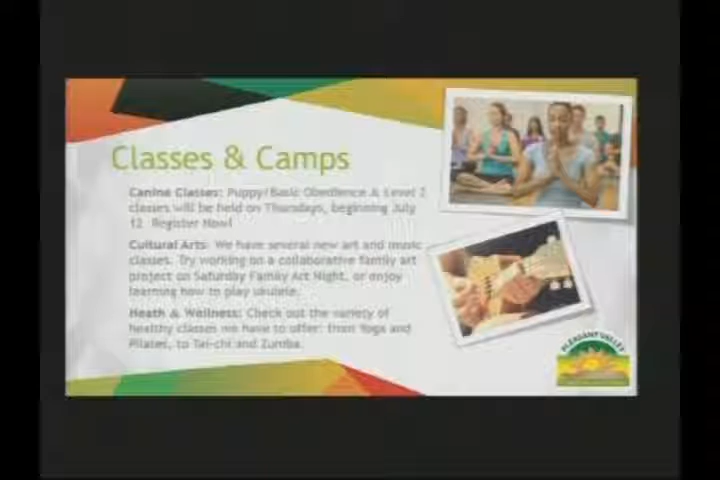 Classes & Camps
Canine Classes: Puppy/Basic Obedience & Level 2
classes will be held on Thursdays, beginning July
12 Register Now!
Cultural Arts: We have several new art and music
classes. Try working on a collaborative family art
project on Saturday Family Art Night, or enjoy
learning how to play ukulele.
Heath & Wellness: Check out the variety of
healthy classes we have to offer: from Yoga and
Pilates, to Tai-chi and Zumba.
PLEASANT VALLEY